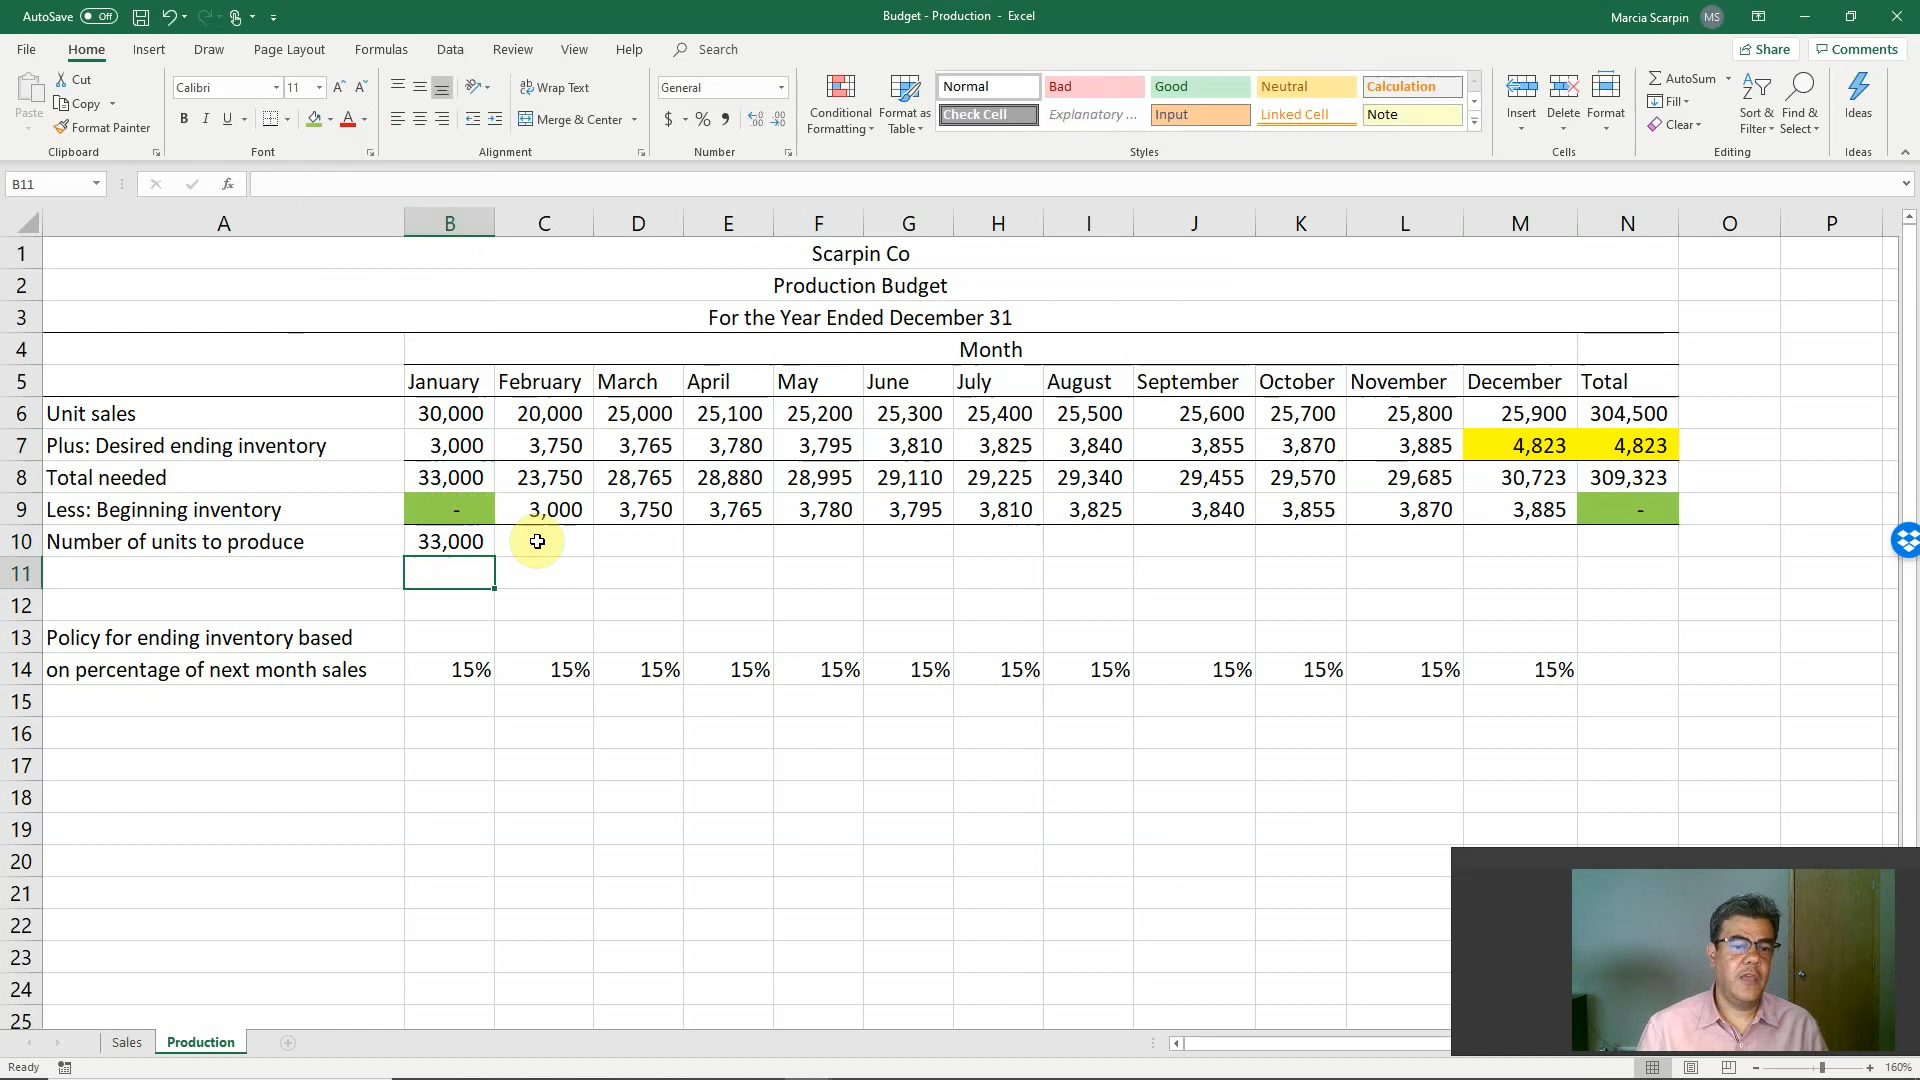 AutoSave Off Budget - Production - Excel Marcia Scarpin MS
File Home Insert Draw Page Layout Formulas Data Review View Help Search Share Comments
Paste Cut Copy Format Painter Clipboard
Calibri 11 A A B I U A Font
ab Wrap Text Merge & Center Alignment
General $ % 9 .00 .00 Number
Conditional Formatting Format as Table
Normal Bad Good Neutral Calculation
Check Cell Explanatory ... Input Linked Cell Note
Styles
Insert Delete Format Cells
AutoSum Fill Clear Sort & Filter Find & Select Editing
Ideas Ideas
B11 fx
A B C D E F G H I J K L M N O P
1 Scarpin Co
2 Production Budget
3 For the Year Ended December 31
4 Month
5 January February March April May June July August September October November December Total
6 Unit sales 30,000 20,000 25,000 25,100 25,200 25,300 25,400 25,500 25,600 25,700 25,800 25,900 304,500
7 Plus: Desired ending inventory 3,000 3,750 3,765 3,780 3,795 3,810 3,825 3,840 3,855 3,870 3,885 4,823 4,823
8 Total needed 33,000 23,750 28,765 28,880 28,995 29,110 29,225 29,340 29,455 29,570 29,685 30,723 309,323
9 Less: Beginning inventory - 3,000 3,750 3,765 3,780 3,795 3,810 3,825 3,840 3,855 3,870 3,885 -
10 Number of units to produce 33,000
11
12
13 Policy for ending inventory based
14 on percentage of next month sales 15% 15% 15% 15% 15% 15% 15% 15% 15% 15% 15% 15%
15
16
17
18
19
20
21
22
23
24
25
Sales Production
Ready 160%